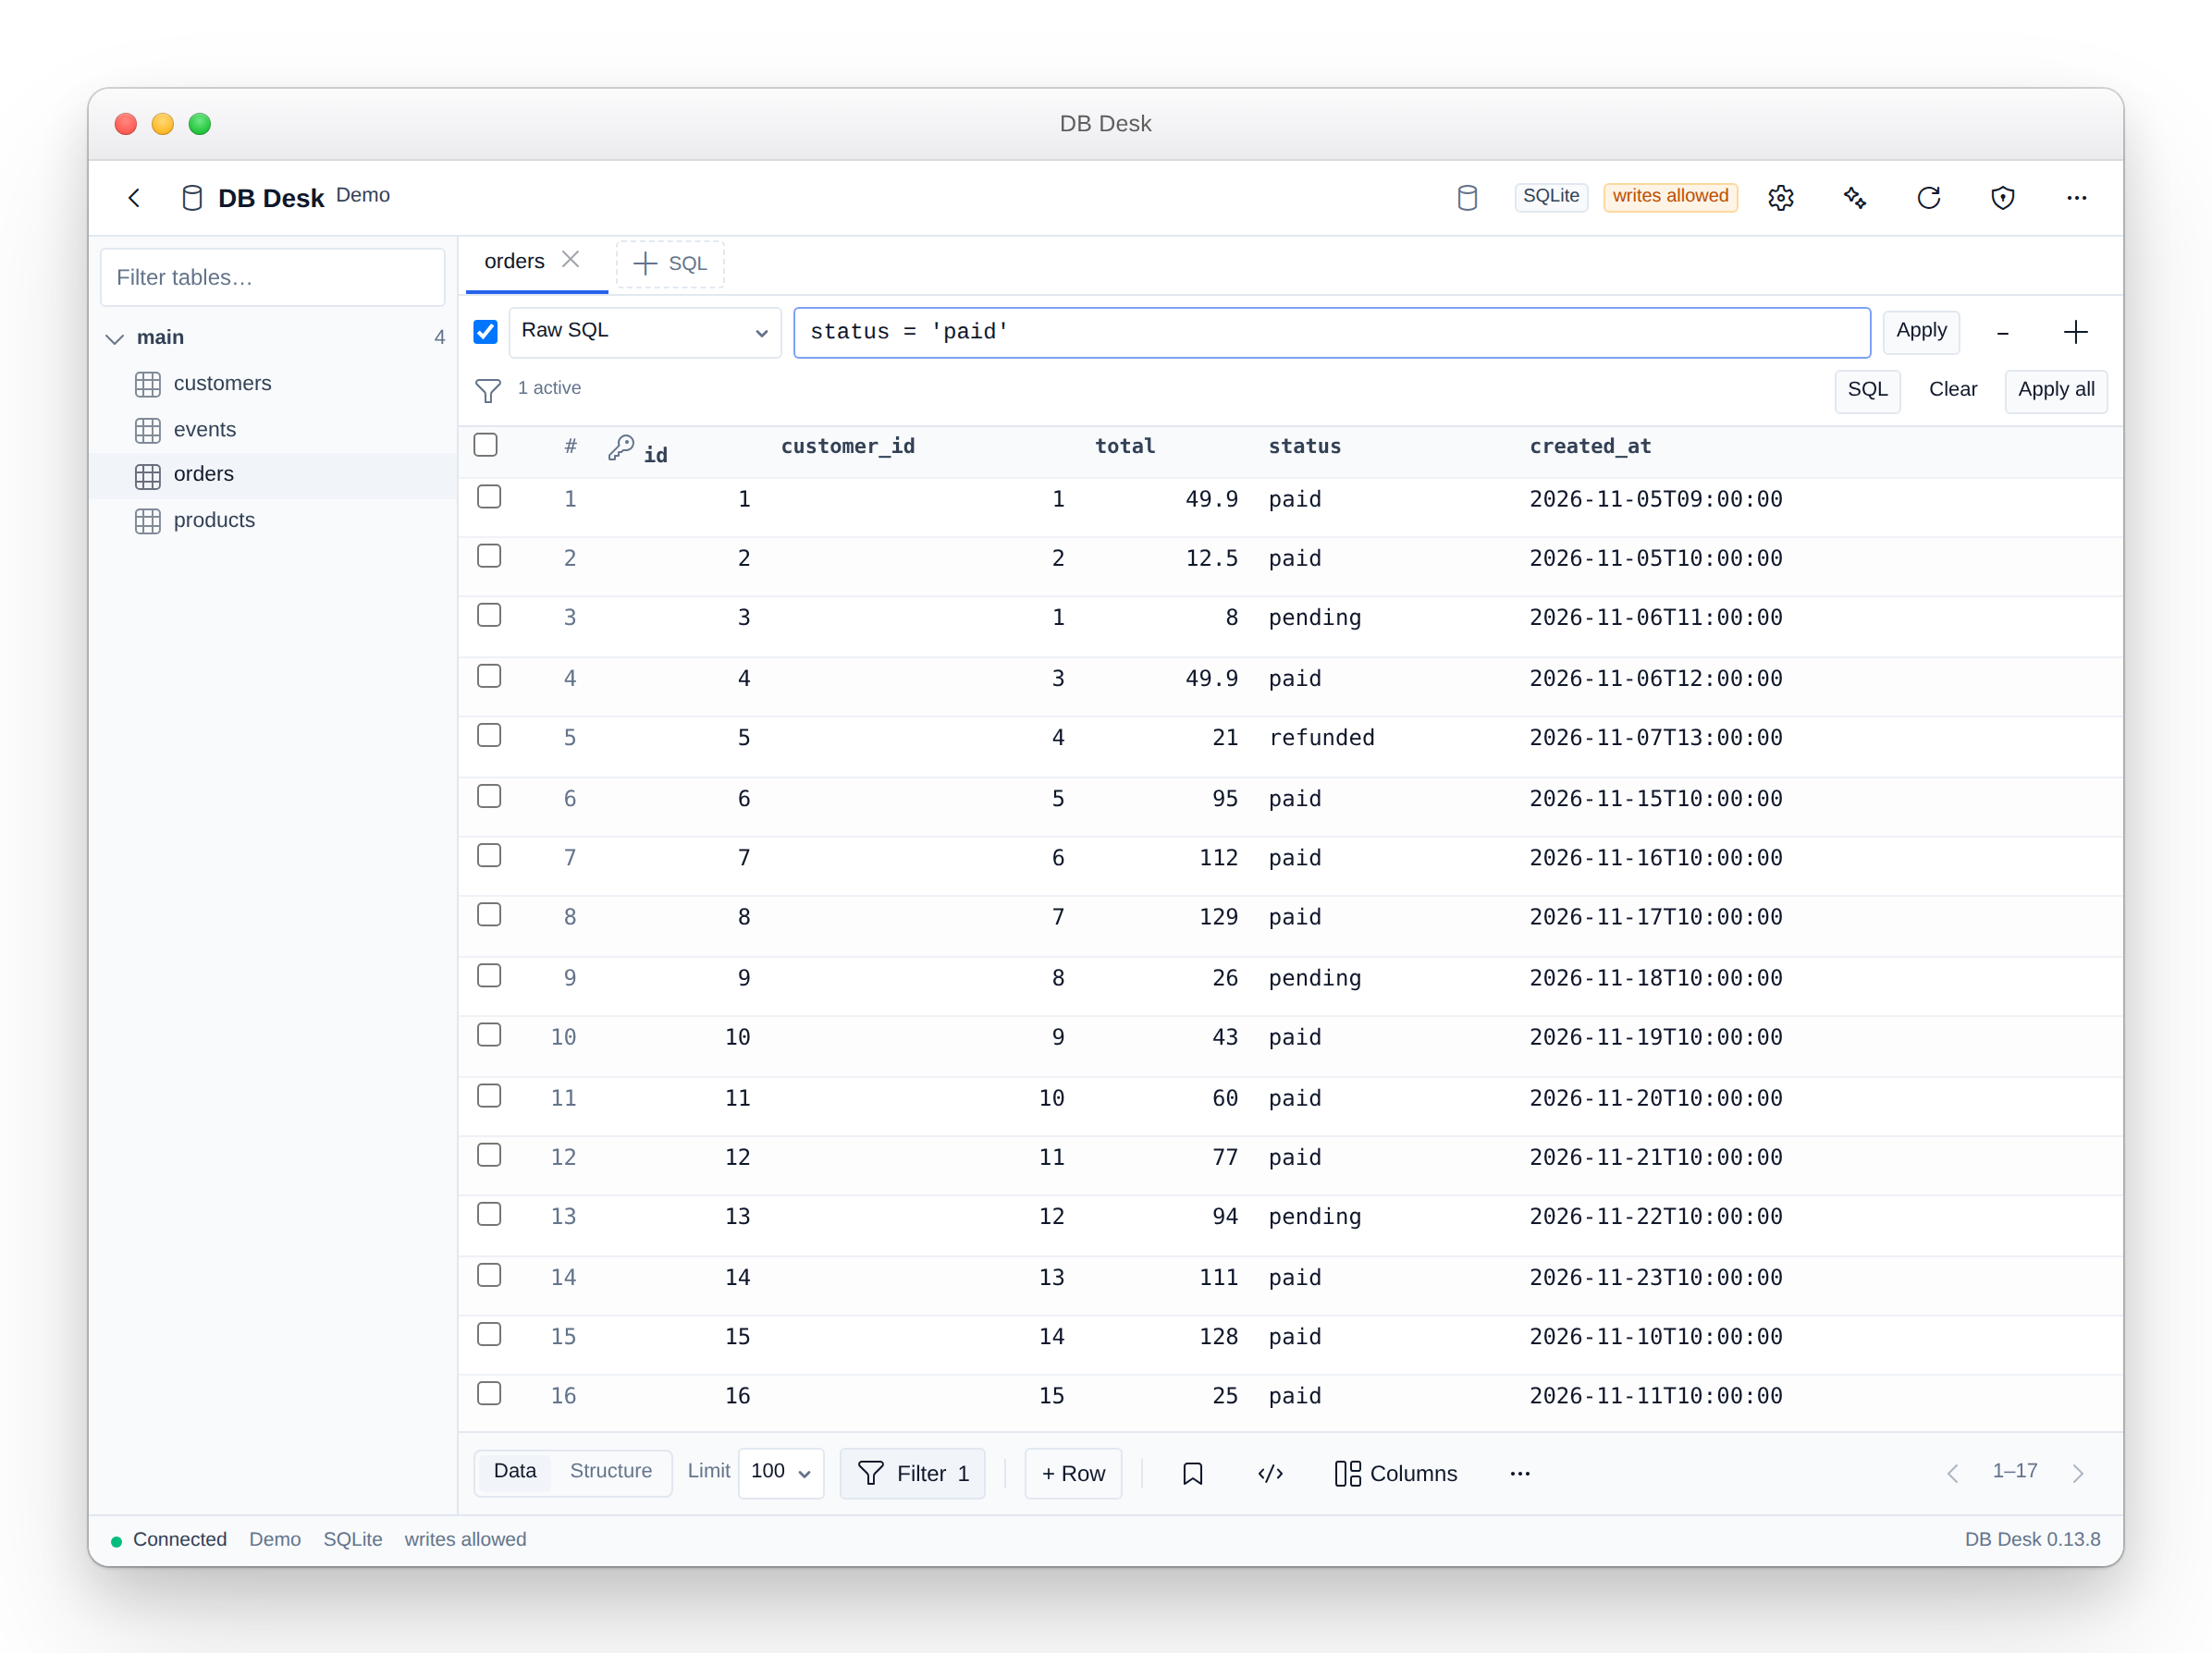 DB Desk
DB Desk Demo SQLite writes allowed
Filter tables…
main 4
customers
events
orders
products
orders + SQL
Raw SQL status = 'paid' Apply – +
1 active SQL Clear Apply all
# id customer_id total status created_at
1 1 1 49.9 paid 2026-11-05T09:00:00
2 2 2 12.5 paid 2026-11-05T10:00:00
3 3 1 8 pending 2026-11-06T11:00:00
4 4 3 49.9 paid 2026-11-06T12:00:00
5 5 4 21 refunded 2026-11-07T13:00:00
6 6 5 95 paid 2026-11-15T10:00:00
7 7 6 112 paid 2026-11-16T10:00:00
8 8 7 129 paid 2026-11-17T10:00:00
9 9 8 26 pending 2026-11-18T10:00:00
10 10 9 43 paid 2026-11-19T10:00:00
11 11 10 60 paid 2026-11-20T10:00:00
12 12 11 77 paid 2026-11-21T10:00:00
13 13 12 94 pending 2026-11-22T10:00:00
14 14 13 111 paid 2026-11-23T10:00:00
15 15 14 128 paid 2026-11-10T10:00:00
16 16 15 25 paid 2026-11-11T10:00:00
Data Structure Limit 100 Filter 1 + Row </> Columns ··· 1–17
Connected Demo SQLite writes allowed DB Desk 0.13.8